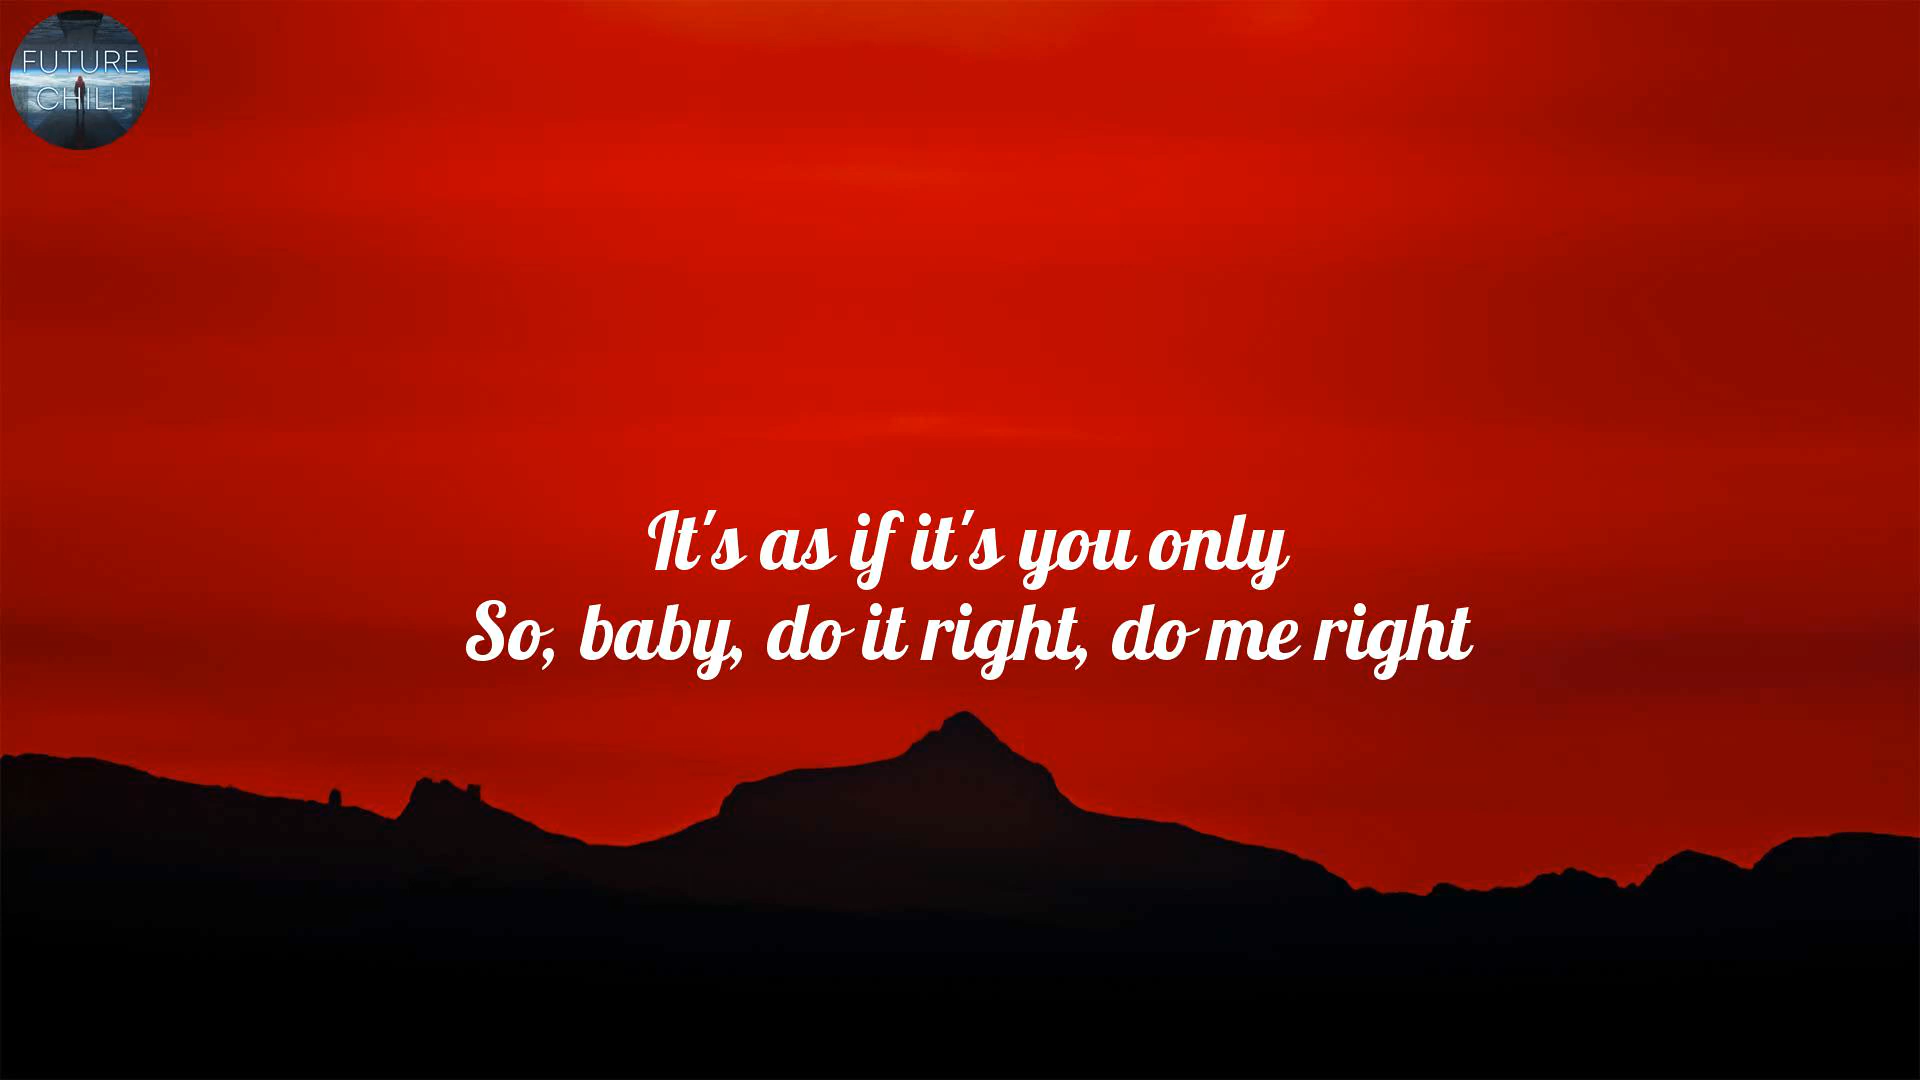 FUTURE
CHILL
It's as if it's you only
So, baby, do it right, do me right